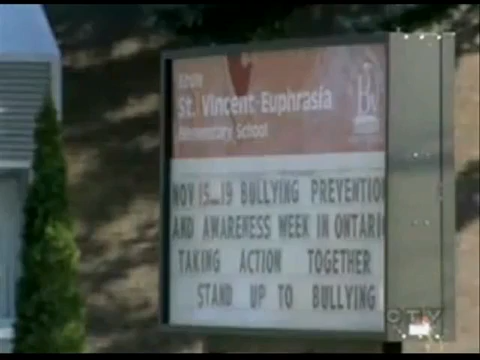 St. Vincent-Euphrasia
Elementary School
NOV 15...19 BULLYING PREVENTIO
AND AWARENESS WEEK IN ONTARI
TAKING ACTION TOGETHER
STAND UP TO BULLYING
CTV